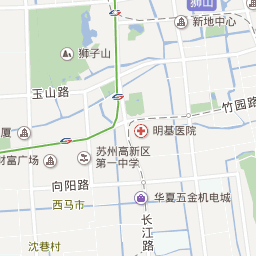 狮山
新地中心
狮子山
玉山路
竹园路
厦
明基医院
财富广场
苏州高新区
第一中学
向阳路
华夏五金机电城
西马市
长江路
沈巷村